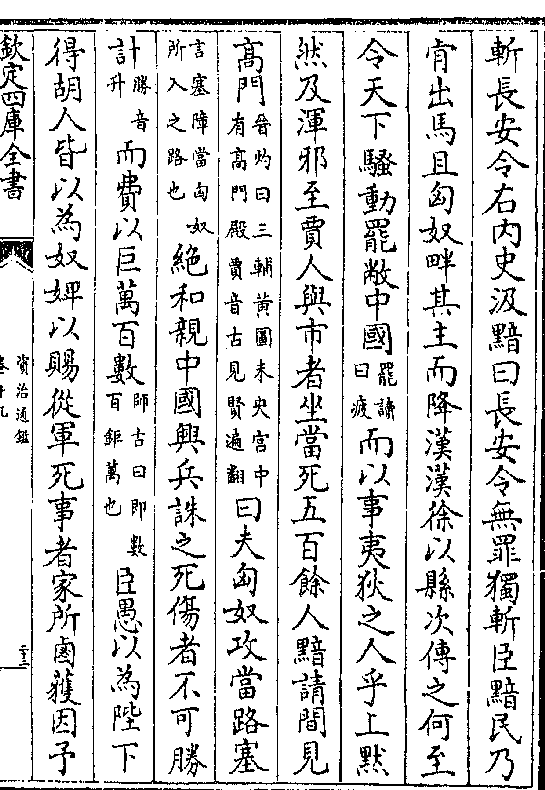 斬長安令右内史汲黯曰長安令無罪獨斬臣黯民乃
肯出馬且匈奴畔其主而降漢漢徐以縣次傳之何至
令天下騷動罷敝中國罷讀曰疲而以事夷狄之人乎上黙
然及渾邪至賈人與市者坐當死五百餘人黯請間見
髙門晉灼曰三輔黄圖未央宫中有髙門殿賈音古見賢遍翻曰夫匈奴攻當路塞
言塞障當匈奴所入之路也絶和親中國興兵誅之死傷者不可勝
計勝音升而費以巨萬百數師古曰即數百鉅萬也臣愚以為陛下
得胡人皆以為奴婢以賜從軍死事者家所鹵獲因予
欽定四庫全書
資治通鑑
卷十九